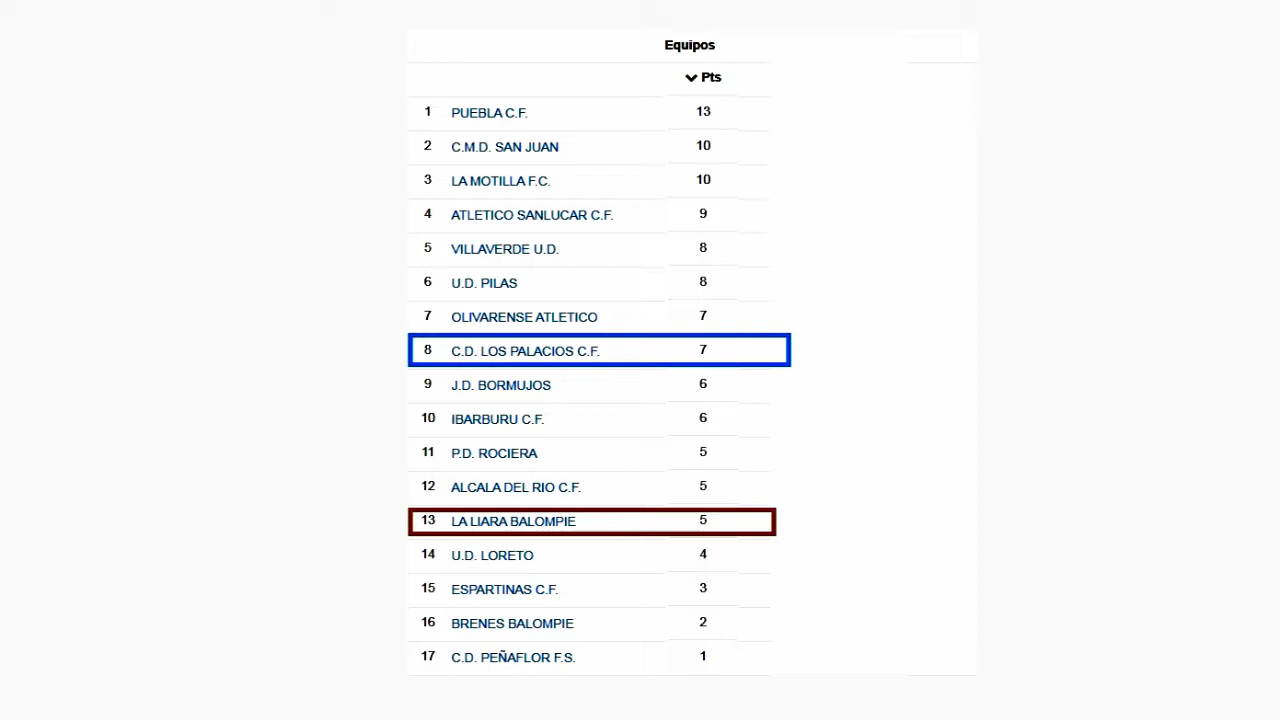 Equipos
Pts
1 PUEBLA C.F. 13
2 C.M.D. SAN JUAN 10
3 LA MOTILLA F.C. 10
4 ATLETICO SANLUCAR C.F. 9
5 VILLAVERDE U.D. 8
6 U.D. PILAS 8
7 OLIVARENSE ATLETICO 7
8 C.D. LOS PALACIOS C.F. 7
9 J.D. BORMUJOS 6
10 IBARBURU C.F. 6
11 P.D. ROCIERA 5
12 ALCALA DEL RIO C.F. 5
13 LA LIARA BALOMPIE 5
14 U.D. LORETO 4
15 ESPARTINAS C.F. 3
16 BRENES BALOMPIE 2
17 C.D. PEÑAFLOR F.S. 1